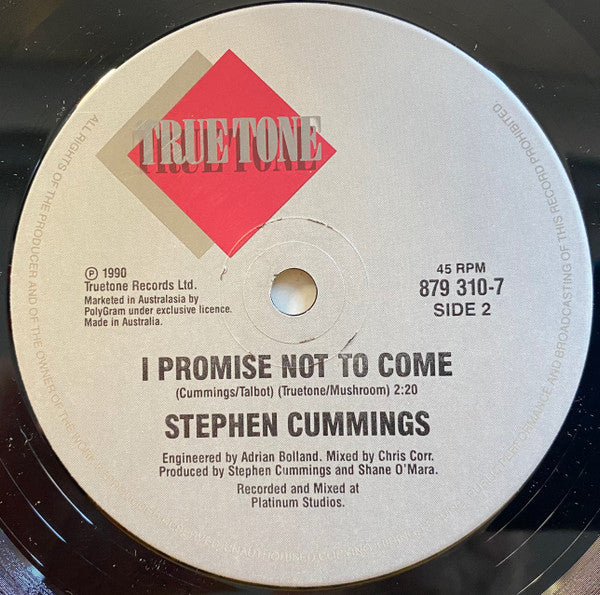 TRUETONE
℗ 1990
Truetone Records Ltd.
Marketed in Australasia by
PolyGram under exclusive licence.
Made in Australia.
45 RPM
879 310-7
SIDE 2
I PROMISE NOT TO COME
(Cummings/Talbot) (Truetone/Mushroom) 2:20
STEPHEN CUMMINGS
Engineered by Adrian Bolland. Mixed by Chris Corr.
Produced by Stephen Cummings and Shane O'Mara.
Recorded and Mixed at
Platinum Studios.
ALL RIGHTS OF THE PRODUCER AND OF THE OWNER OF THE WORK
PUBLIC PERFORMANCE AND BROADCASTING OF THIS RECORD PROHIBITED